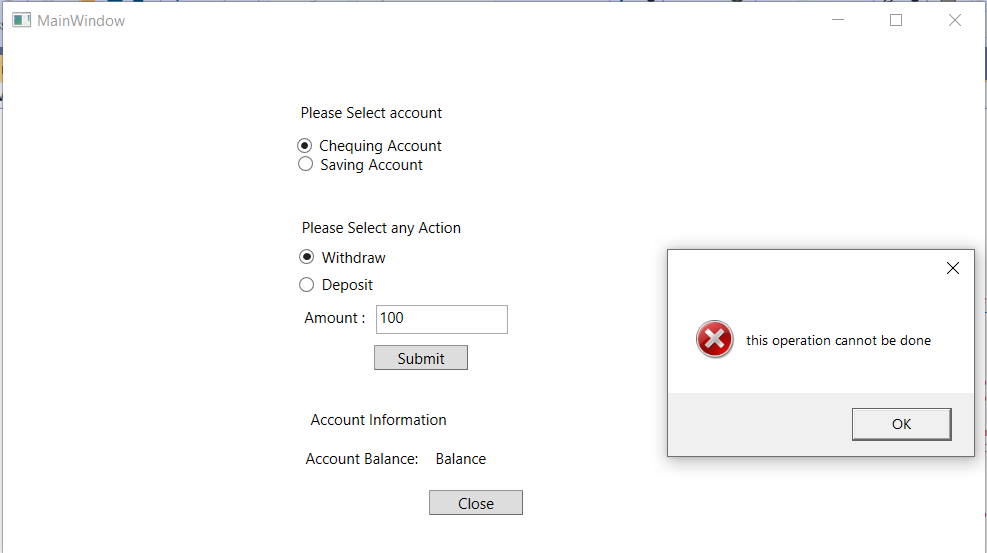 MainWindow
Please Select account
Chequing Account
Saving Account
Please Select any Action
Withdraw
Deposit
Amount : 100
Submit
Account Information
Account Balance: Balance
Close
this operation cannot be done
OK